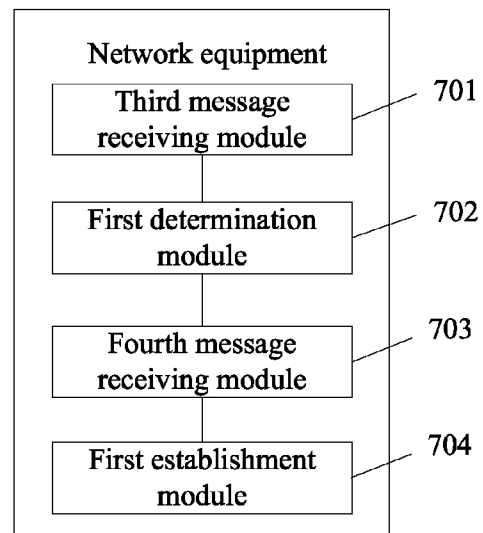 Network equipment
Third message
receiving module
701
First determination
module
702
Fourth message
receiving module
703
First establishment
module
704